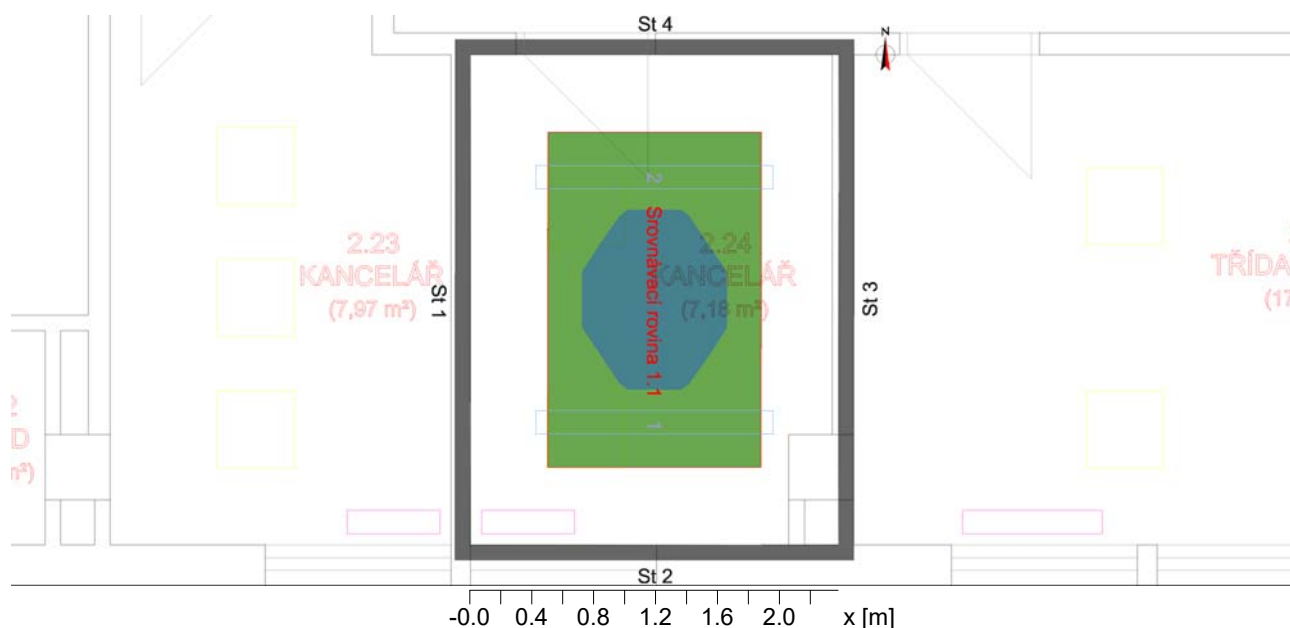 St 4
z
2
2.23
KANCELÁŘ
(7,97 m²)
St 1
Srovnávací rovina 1.1
2.24
KANCELÁŘ
(7,18 m²)
St 3
TŘÍDA
(17
D
m²)
1
St 2
-0.0 0.4 0.8 1.2 1.6 2.0 x [m]